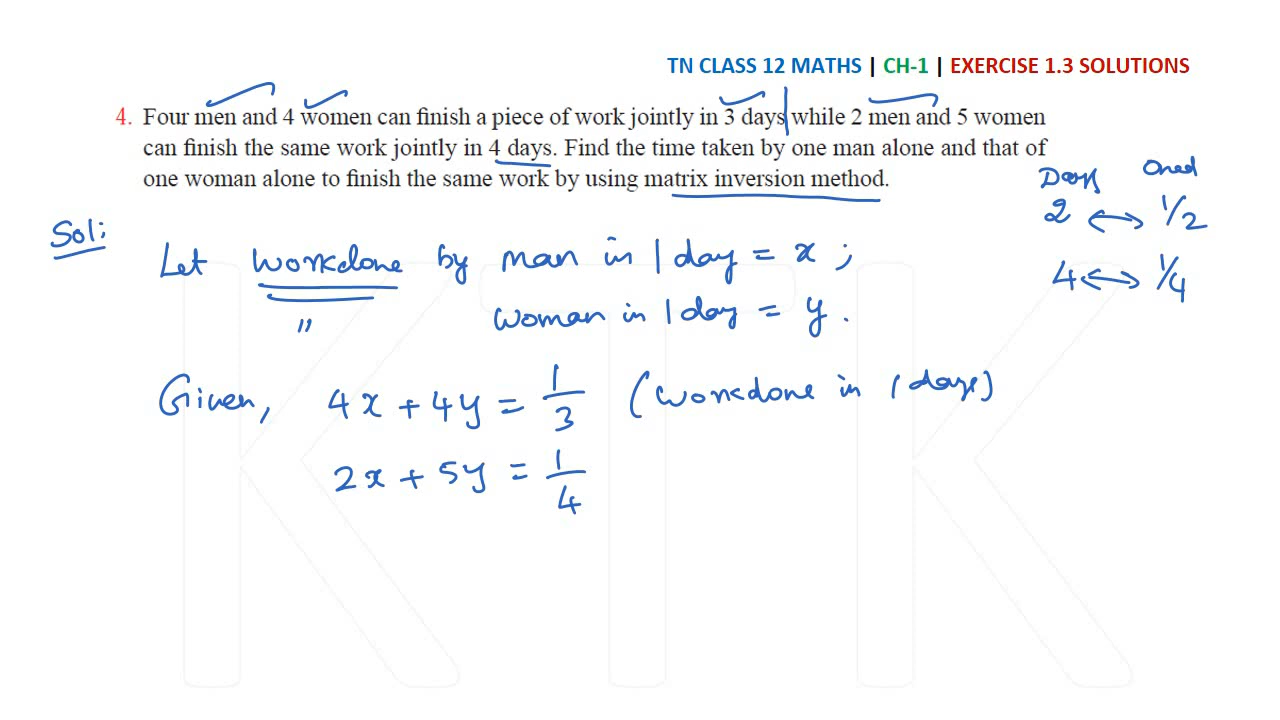 TN CLASS 12 MATHS | CH-1 | EXERCISE 1.3 SOLUTIONS
4. Four men and 4 women can finish a piece of work jointly in 3 days while 2 men and 5 women
can finish the same work jointly in 4 days. Find the time taken by one man alone and that of
one woman alone to finish the same work by using matrix inversion method.
Days
2 ↔ 1/2
4 ↔ 1/4
Sol:
Let workdone by man in 1 day = x ;
" woman in 1 day = y .
Given, 4x + 4y = 1/3 (workdone in 1 days)
2x + 5y = 1/4
KTK